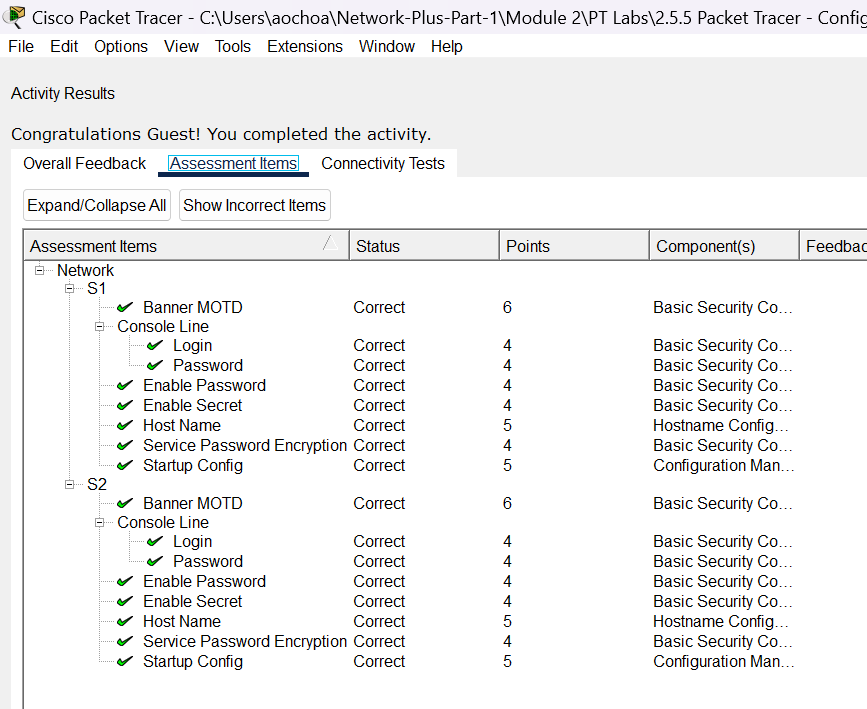 Cisco Packet Tracer - C:\Users\aochoa\Network-Plus-Part-1\Module 2\PT Labs\2.5.5 Packet Tracer - Config
File Edit Options View Tools Extensions Window Help
Activity Results
Congratulations Guest! You completed the activity.
Overall Feedback Assessment Items Connectivity Tests
Expand/Collapse All Show Incorrect Items
Assessment Items Status Points Component(s) Feedbac
Network
S1
Banner MOTD Correct 6 Basic Security Co...
Console Line
Login Correct 4 Basic Security Co...
Password Correct 4 Basic Security Co...
Enable Password Correct 4 Basic Security Co...
Enable Secret Correct 4 Basic Security Co...
Host Name Correct 5 Hostname Config...
Service Password Encryption Correct 4 Basic Security Co...
Startup Config Correct 5 Configuration Man...
S2
Banner MOTD Correct 6 Basic Security Co...
Console Line
Login Correct 4 Basic Security Co...
Password Correct 4 Basic Security Co...
Enable Password Correct 4 Basic Security Co...
Enable Secret Correct 4 Basic Security Co...
Host Name Correct 5 Hostname Config...
Service Password Encryption Correct 4 Basic Security Co...
Startup Config Correct 5 Configuration Man...